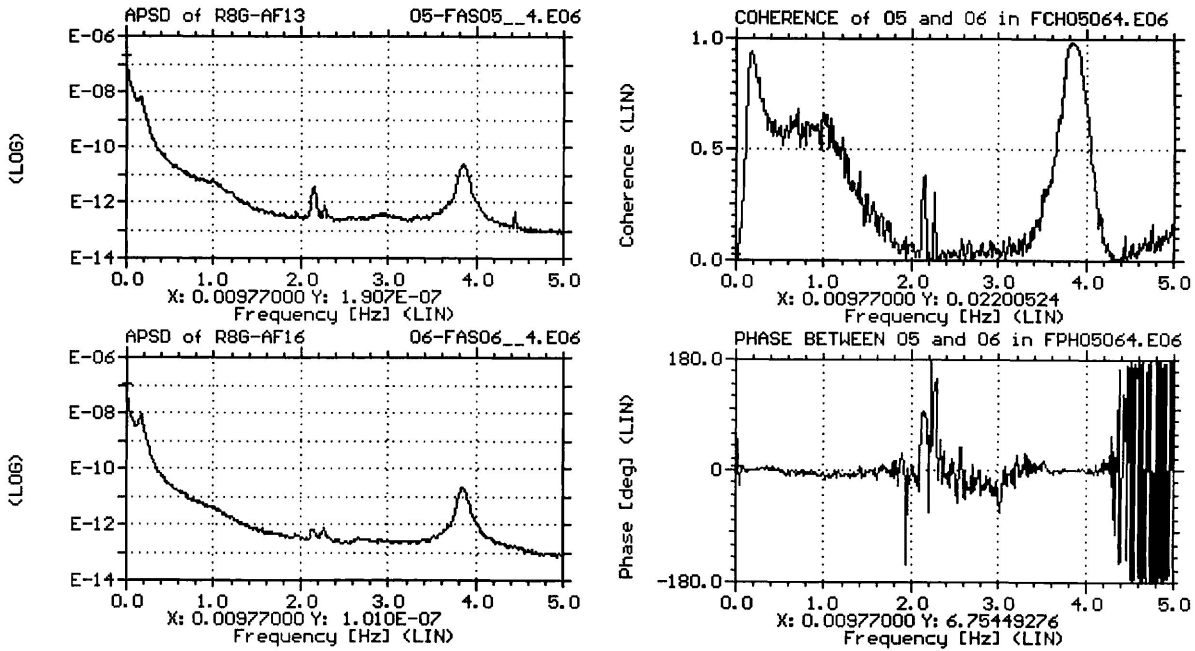 APSD of R8G-AF13 05-FAS05__4.E06
E-06
E-08
E-10
E-12
E-14
(LOG)
0.0 1.0 2.0 3.0 4.0 5.0
X: 0.00977000 Y: 1.907E-07
Frequency [Hz] (LIN)
COHERENCE of 05 and 06 in FCH05064.E06
1.0
0.5
0.0
Coherence (LIN)
0.0 1.0 2.0 3.0 4.0 5.0
X: 0.00977000 Y: 0.02200524
Frequency [Hz] (LIN)
APSD of R8G-AF16 06-FAS06__4.E06
E-06
E-08
E-10
E-12
E-14
(LOG)
0.0 1.0 2.0 3.0 4.0 5.0
X: 0.00977000 Y: 1.010E-07
Frequency [Hz] (LIN)
PHASE BETWEEN 05 and 06 in FPH05064.E06
180.0
0
-180.0
Phase [deg] (LIN)
0.0 1.0 2.0 3.0 4.0 5.0
X: 0.00977000 Y: 6.75449276
Frequency [Hz] (LIN)